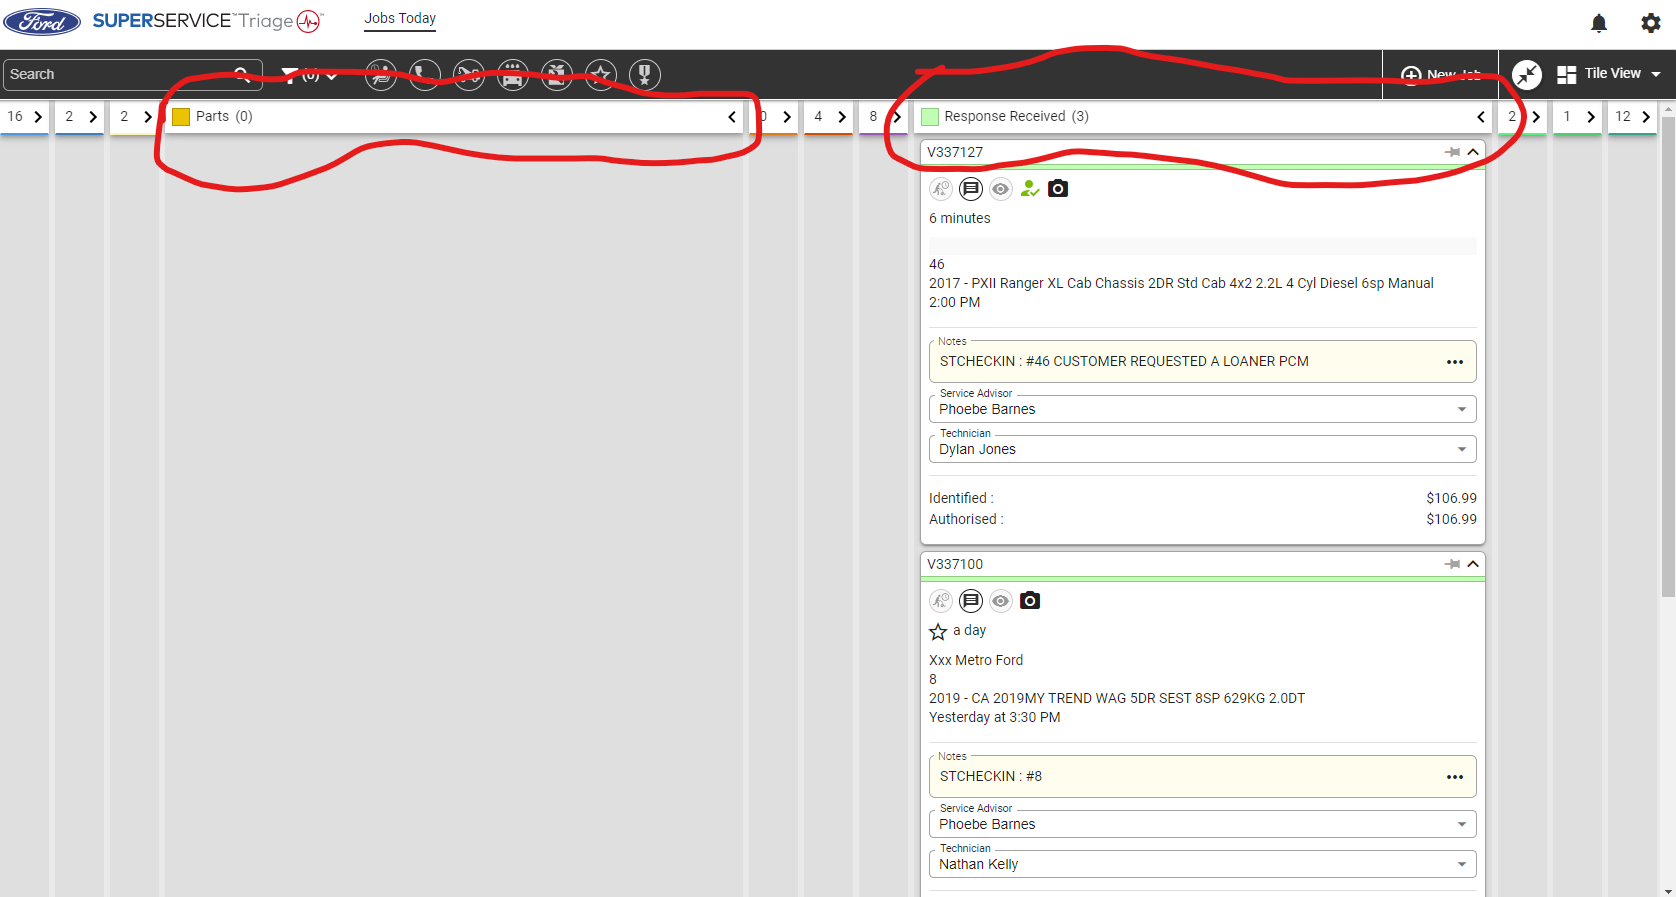 Ford SUPERSERVICE™Triage™ Jobs Today
Search (0) New Job Tile View
16 2 2 Parts (0) 0 4 8 Response Received (3) 2 1 12
V337127
6 minutes
46
2017 - PXII Ranger XL Cab Chassis 2DR Std Cab 4x2 2.2L 4 Cyl Diesel 6sp Manual
2:00 PM
Notes
STCHECKIN : #46 CUSTOMER REQUESTED A LOANER PCM
Service Advisor
Phoebe Barnes
Technician
Dylan Jones
Identified : $106.99
Authorised : $106.99
V337100
a day
Xxx Metro Ford
8
2019 - CA 2019MY TREND WAG 5DR SEST 8SP 629KG 2.0DT
Yesterday at 3:30 PM
Notes
STCHECKIN : #8
Service Advisor
Phoebe Barnes
Technician
Nathan Kelly